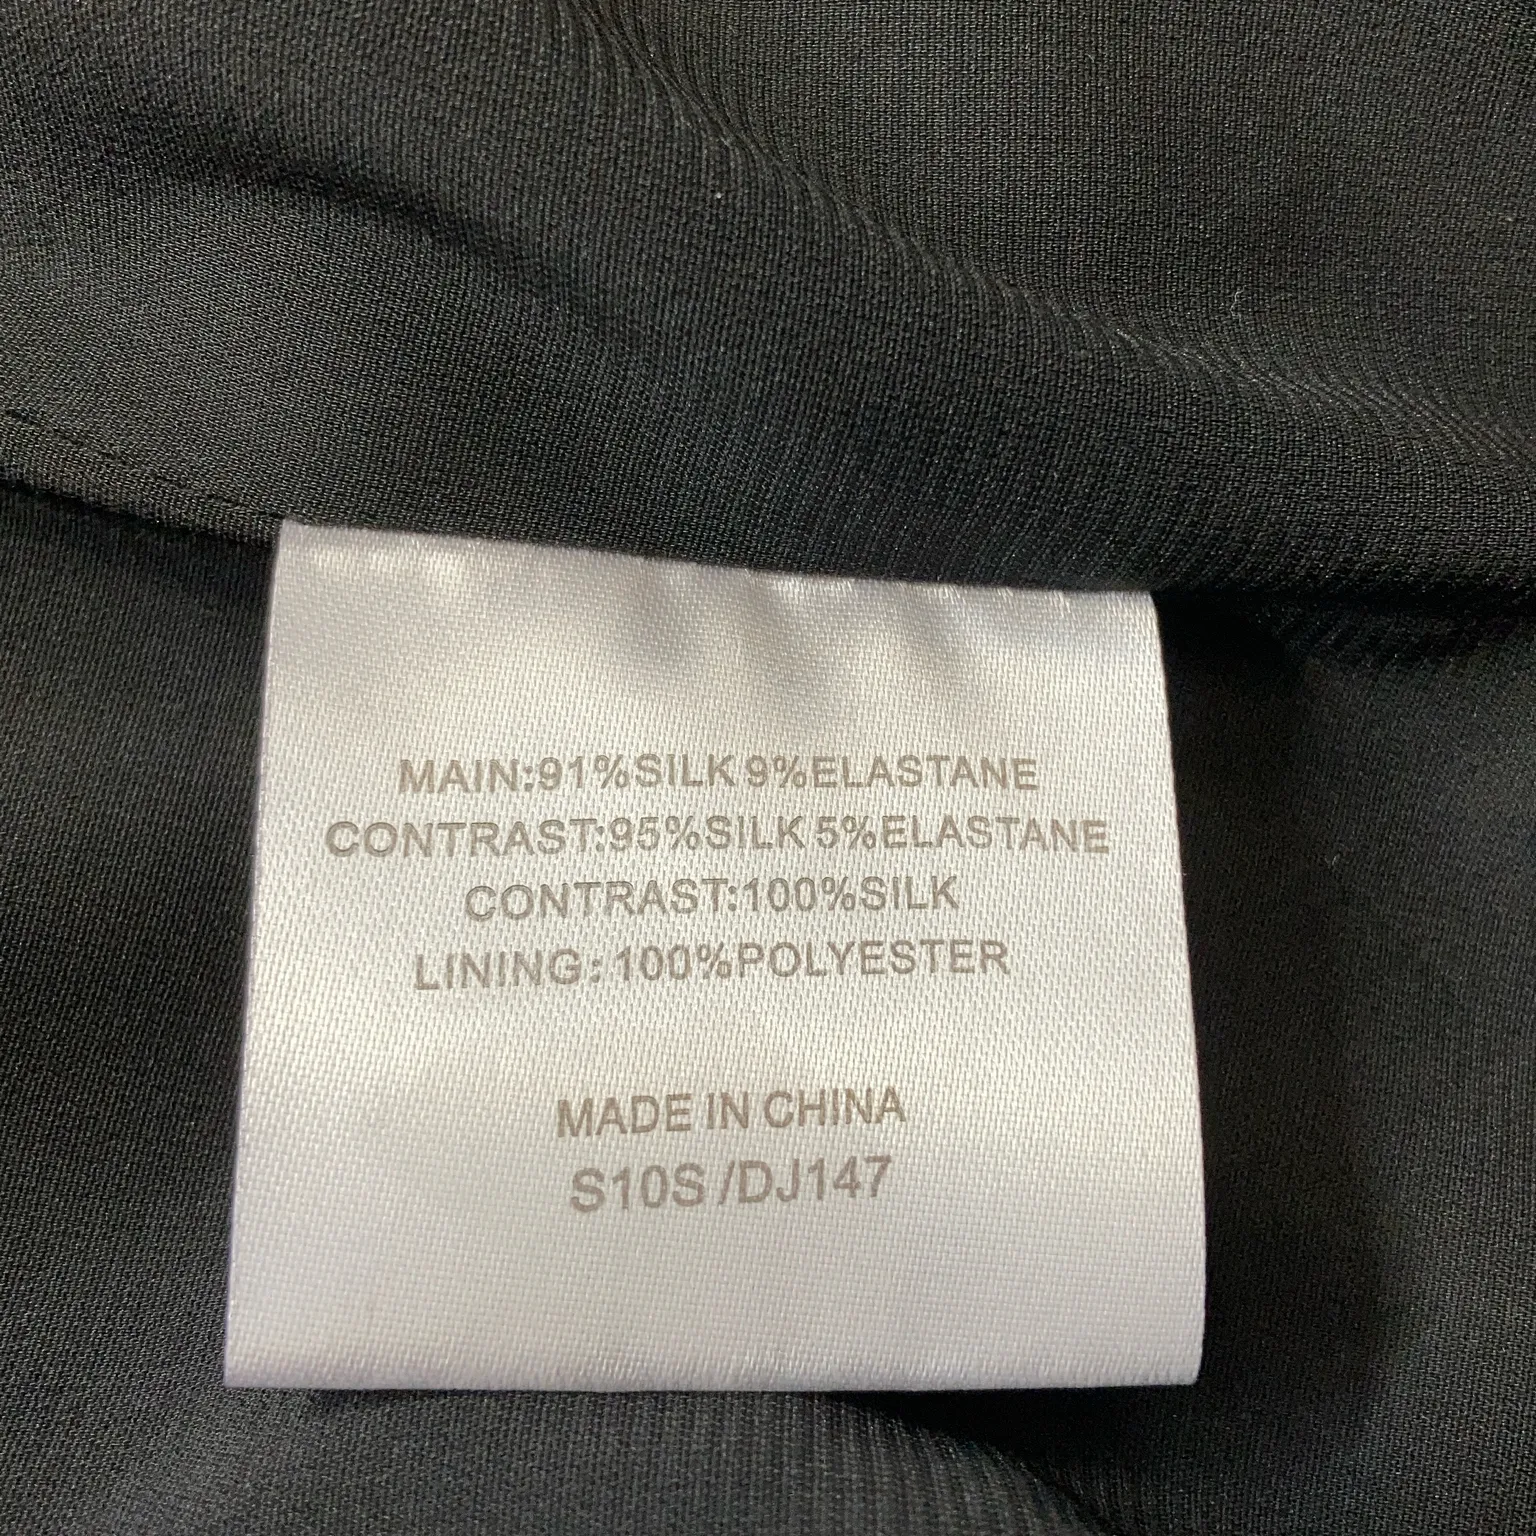 MAIN:91%SILK 9%ELASTANE
CONTRAST:95%SILK 5%ELASTANE
CONTRAST:100%SILK
LINING: 100%POLYESTER
MADE IN CHINA
S10S /DJ147